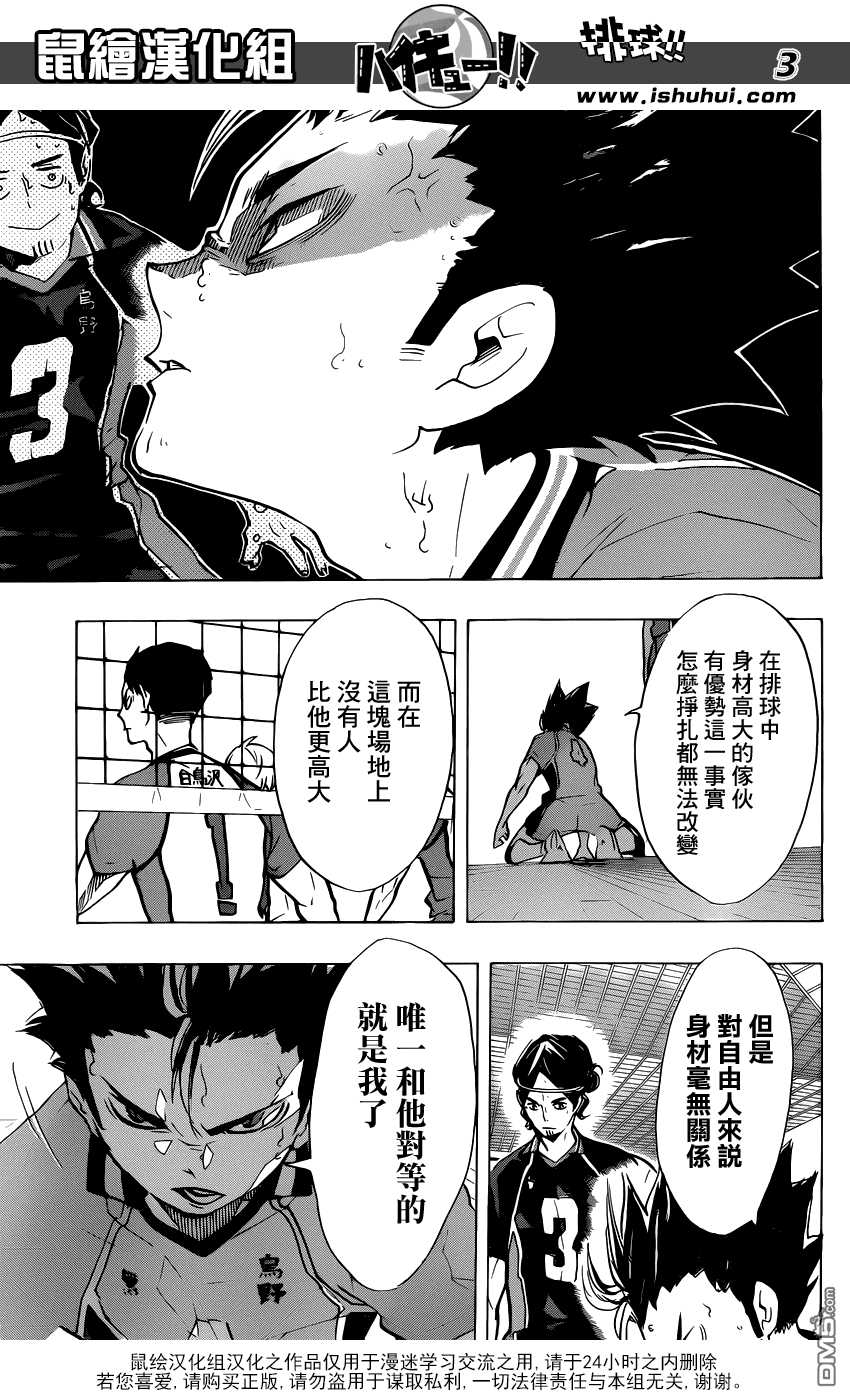 鼠繪漢化組
ハイキュー!!
排球!!
3
www.ishuhui.com
烏野
3
在排球中
身材高大的傢伙
有優勢這一事實
怎麼掙扎都無法改變
而在
這塊場地上
沒有人
比他更高大
白鳥沢
但是
對自由人來說
身材毫無關係
3
唯一和他對等的
就是我了
烏野
DM5.com
鼠绘汉化组汉化之作品仅用于漫迷学习交流之用, 请于24小时之内删除
若您喜爱, 请购买正版, 请勿盗用于谋取私利, 一切法律责任与本组无关, 谢谢。